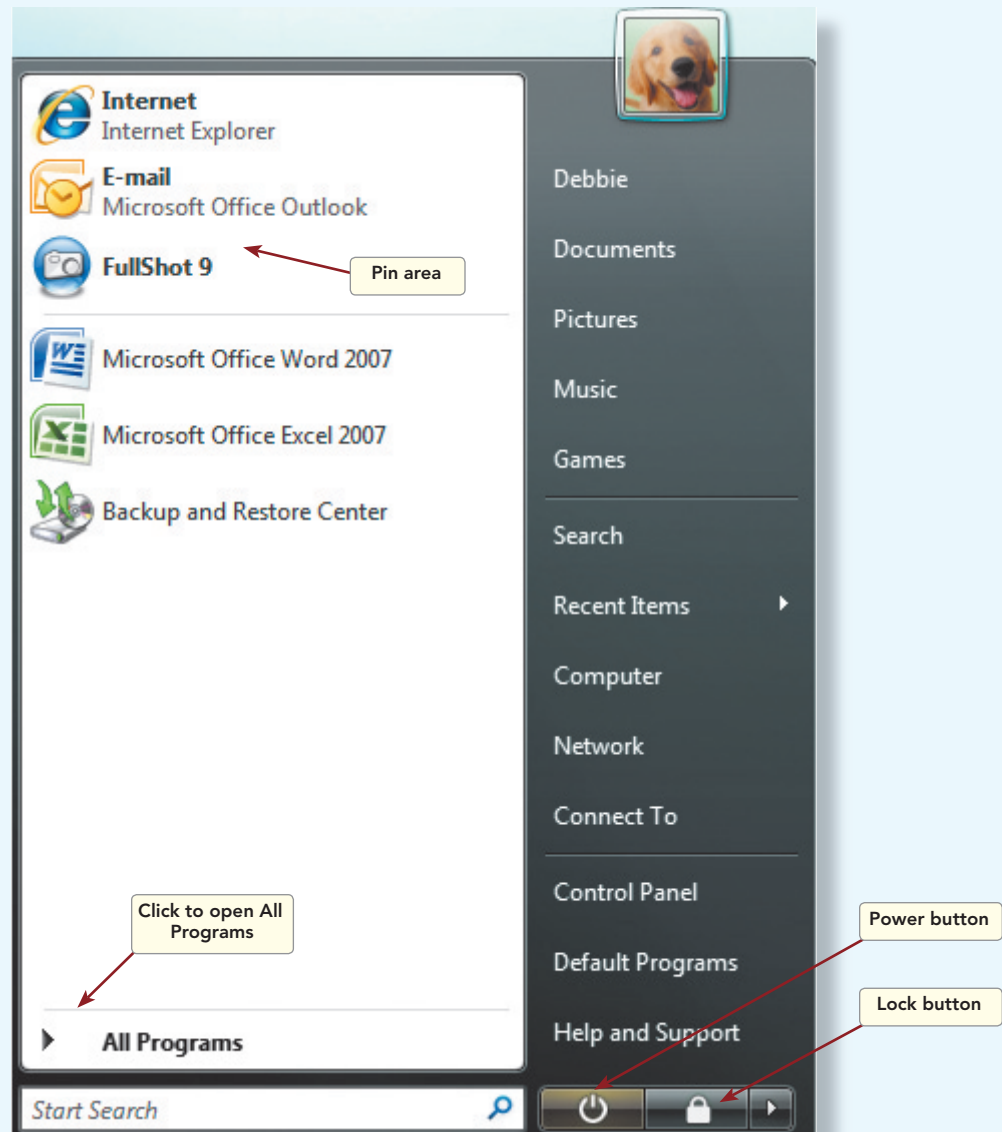 Internet
Internet Explorer
E-mail
Microsoft Office Outlook
FullShot 9
Pin area
Microsoft Office Word 2007
Microsoft Office Excel 2007
Backup and Restore Center
Click to open All
Programs
All Programs
Start Search
Debbie
Documents
Pictures
Music
Games
Search
Recent Items
Computer
Network
Connect To
Control Panel
Default Programs
Help and Support
Power button
Lock button